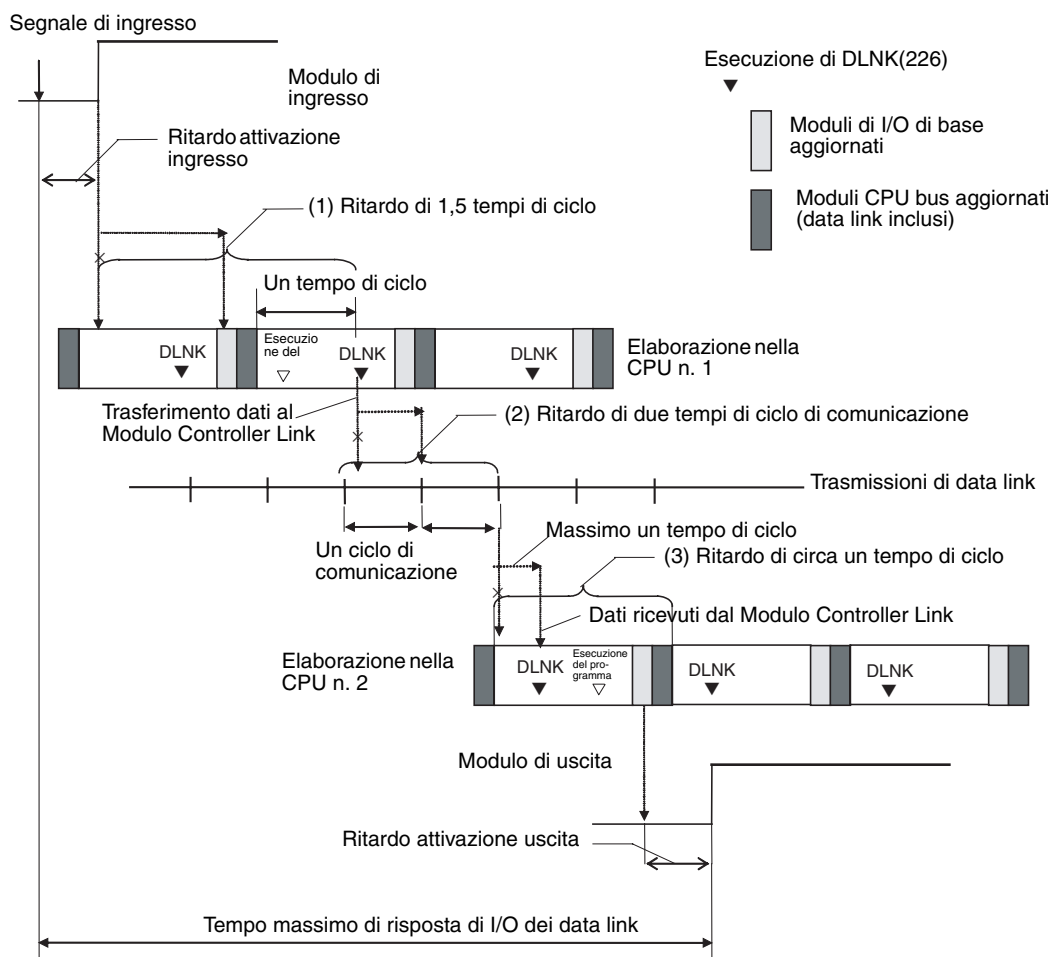 Segnale di ingresso
Esecuzione di DLNK(226)
Modulo di
ingresso
Moduli di I/O di base
aggiornati
Ritardo attivazione
ingresso
Moduli CPU bus aggiornati
(data link inclusi)
(1) Ritardo di 1,5 tempi di ciclo
Un tempo di ciclo
DLNK
Esecuzio
ne del
DLNK
DLNK
Elaborazione nella
CPU n. 1
Trasferimento dati al
Modulo Controller Link
(2) Ritardo di due tempi di ciclo di comunicazione
Trasmissioni di data link
Un ciclo di
comunicazione
Massimo un tempo di ciclo
(3) Ritardo di circa un tempo di ciclo
Dati ricevuti dal Modulo Controller Link
Elaborazione nella
CPU n. 2
DLNK
Esecuzione
del pro-
gramma
DLNK
DLNK
Modulo di uscita
Ritardo attivazione uscita
Tempo massimo di risposta di I/O dei data link